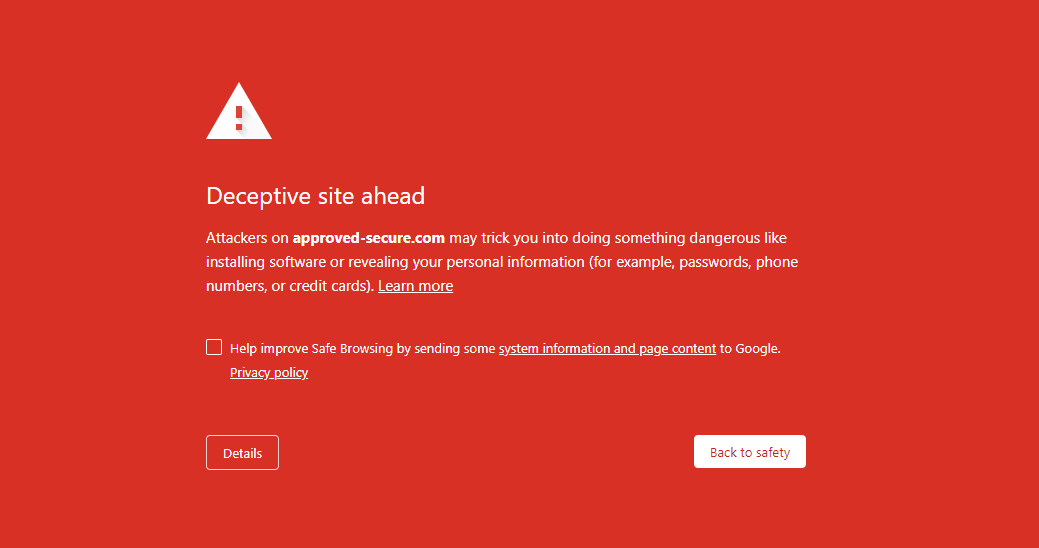 Deceptive site ahead
Attackers on approved-secure.com may trick you into doing something dangerous like
installing software or revealing your personal information (for example, passwords, phone
numbers, or credit cards). Learn more
Help improve Safe Browsing by sending some system information and page content to Google.
Privacy policy
Details
Back to safety